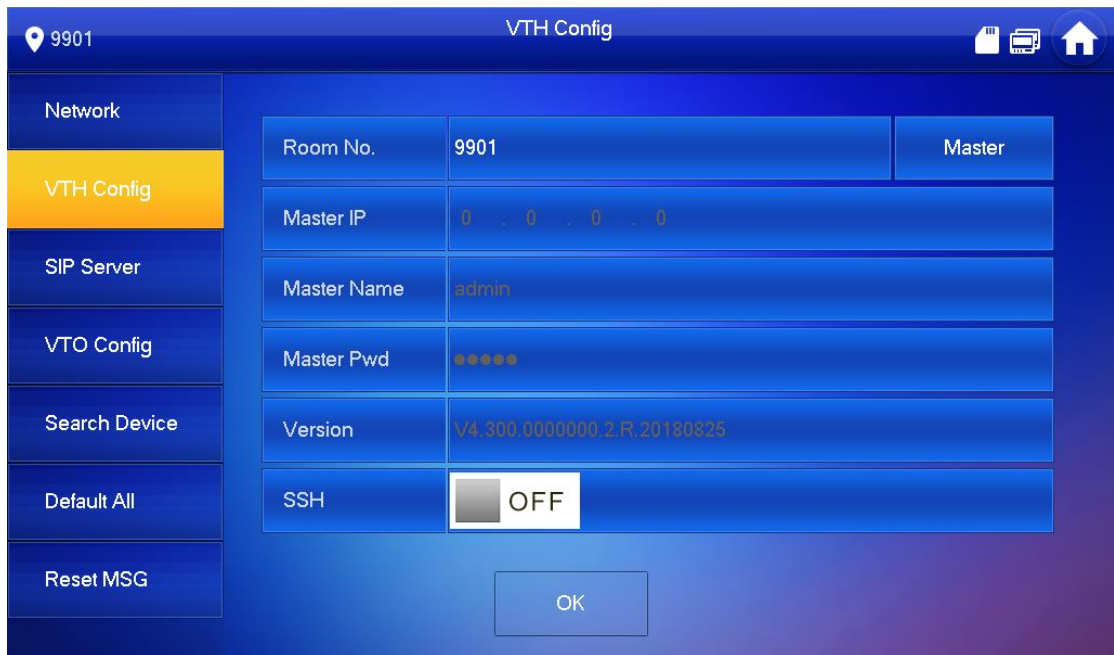 9901
VTH Config
Network
VTH Config
SIP Server
VTO Config
Search Device
Default All
Reset MSG
Room No. 9901 Master
Master IP 0 . 0 . 0 . 0
Master Name admin
Master Pwd ●●●●●
Version V4.300.0000000.2.R.20180825
SSH OFF
OK